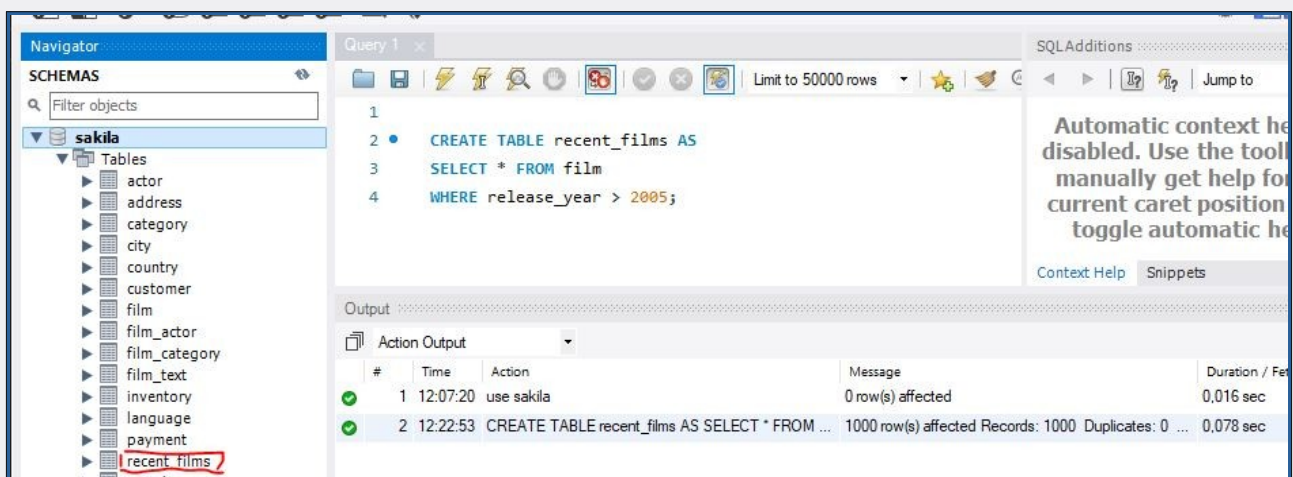 Navigator
SCHEMAS
Filter objects
sakila
Tables
actor
address
category
city
country
customer
film
film_actor
film_category
film_text
inventory
language
payment
recent_films
Query 1
Limit to 50000 rows
1
2 CREATE TABLE recent_films AS
3 SELECT * FROM film
4 WHERE release_year > 2005;
SQLAdditions
Jump to
Automatic context he
disabled. Use the tool
manually get help fo
current caret position
toggle automatic he
Context Help Snippets
Output
Action Output
# Time Action Message Duration / Fet
1 12:07:20 use sakila 0 row(s) affected 0,016 sec
2 12:22:53 CREATE TABLE recent_films AS SELECT * FROM ... 1000 row(s) affected Records: 1000 Duplicates: 0 ... 0,078 sec